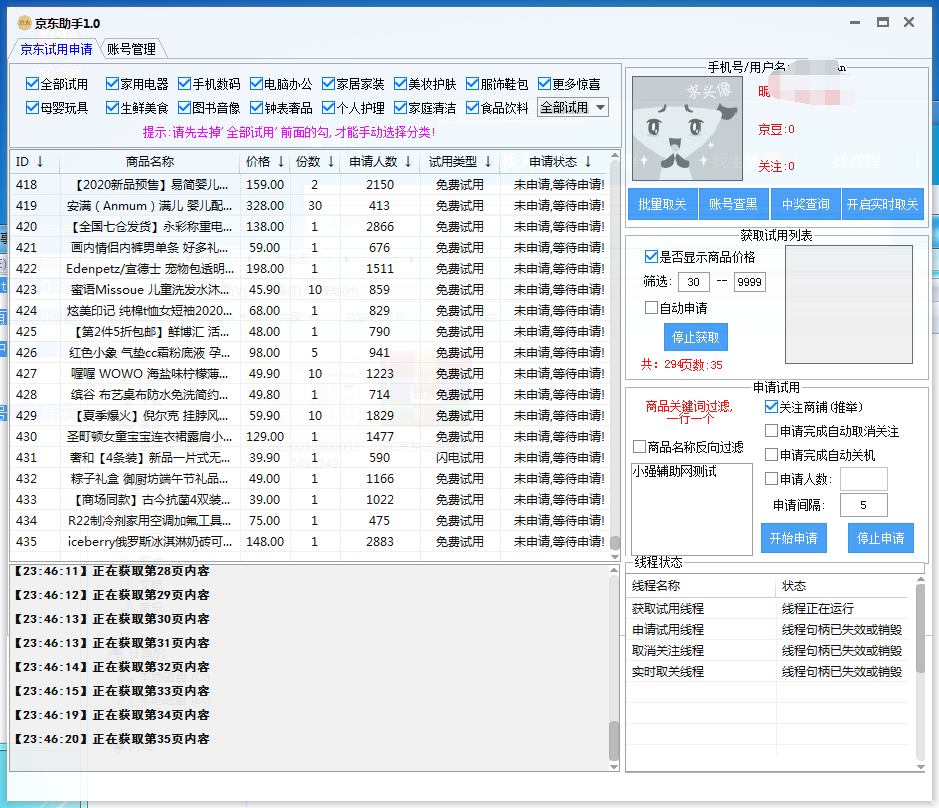 京东助手1.0
京东试用申请 账号管理
全部试用 家用电器 手机数码 电脑办公 家居家装 美妆护肤 服饰鞋包 更多惊喜
母婴玩具 生鲜美食 图书音像 钟表奢品 个人护理 家庭清洁 食品饮料 全部试用
提示:请先去掉‘全部试用’前面的勾,才能手动选择分类!
ID ↓ 商品名称 价格 ↓ 份数 ↓ 申请人数 ↓ 试用类型 ↓ 申请状态 ↓
418 【2020新品预售】易简婴儿... 159.00 2 2150 免费试用 未申请,等待申请!
419 安满（Anmum）满儿 婴儿配... 328.00 30 413 免费试用 未申请,等待申请!
420 【全国七仓发货】永彩称重电... 138.00 1 2866 免费试用 未申请,等待申请!
421 画内情侣内裤男单条 好多礼... 59.00 1 676 免费试用 未申请,等待申请!
422 Edenpetz/宜德士 宠物包透明... 198.00 1 1511 免费试用 未申请,等待申请!
423 蜜语Missoue 儿童洗发水沐... 45.90 10 859 免费试用 未申请,等待申请!
424 炫美印记 纯棉t恤女短袖2020... 68.00 1 829 免费试用 未申请,等待申请!
425 【第2件5折包邮】鲜博汇 活... 48.00 1 790 免费试用 未申请,等待申请!
426 红色小象 气垫cc霜粉底液 孕... 98.00 5 941 免费试用 未申请,等待申请!
427 喔喔 WOWO 海盐味柠檬薄... 49.90 10 1223 免费试用 未申请,等待申请!
428 缤谷 布艺桌布防水免洗简约... 49.80 1 714 免费试用 未申请,等待申请!
429 【夏季爆火】倪尔克 挂脖风... 59.90 10 1829 免费试用 未申请,等待申请!
430 圣町顿女童宝宝连衣裙露肩小... 129.00 1 1477 免费试用 未申请,等待申请!
431 奢和【4条装】新品一片式无... 39.90 1 590 闪电试用 未申请,等待申请!
432 粽子礼盒 御厨坊端午节礼品... 49.00 1 1166 免费试用 未申请,等待申请!
433 【商场同款】古今抗菌4双装... 39.00 1 1022 免费试用 未申请,等待申请!
434 R22制冷剂家用空调加氟工具... 75.00 1 475 免费试用 未申请,等待申请!
435 iceberry俄罗斯冰淇淋奶砖可... 148.00 1 2883 免费试用 未申请,等待申请!
【23:46:11】正在获取第28页内容
【23:46:12】正在获取第29页内容
【23:46:13】正在获取第30页内容
【23:46:13】正在获取第31页内容
【23:46:14】正在获取第32页内容
【23:46:15】正在获取第33页内容
【23:46:19】正在获取第34页内容
【23:46:20】正在获取第35页内容
手机号/用户名:
京豆:0
关注:0
批量取关 账号查黑 中奖查询 开启实时取关
获取试用列表
是否显示商品价格
筛选: 30 -- 9999
自动申请
停止获取
共: 294页数:35
申请试用
商品关键词过滤,
一行一个
商品名称反向过滤
小强辅助网测试
关注商铺(推举)
申请完成自动取消关注
申请完成自动关机
申请人数:
申请间隔: 5
开始申请 停止申请
线程状态
线程名称 状态
获取试用线程 线程正在运行
申请试用线程 线程句柄已失效或销毁
取消关注线程 线程句柄已失效或销毁
实时取关线程 线程句柄已失效或销毁